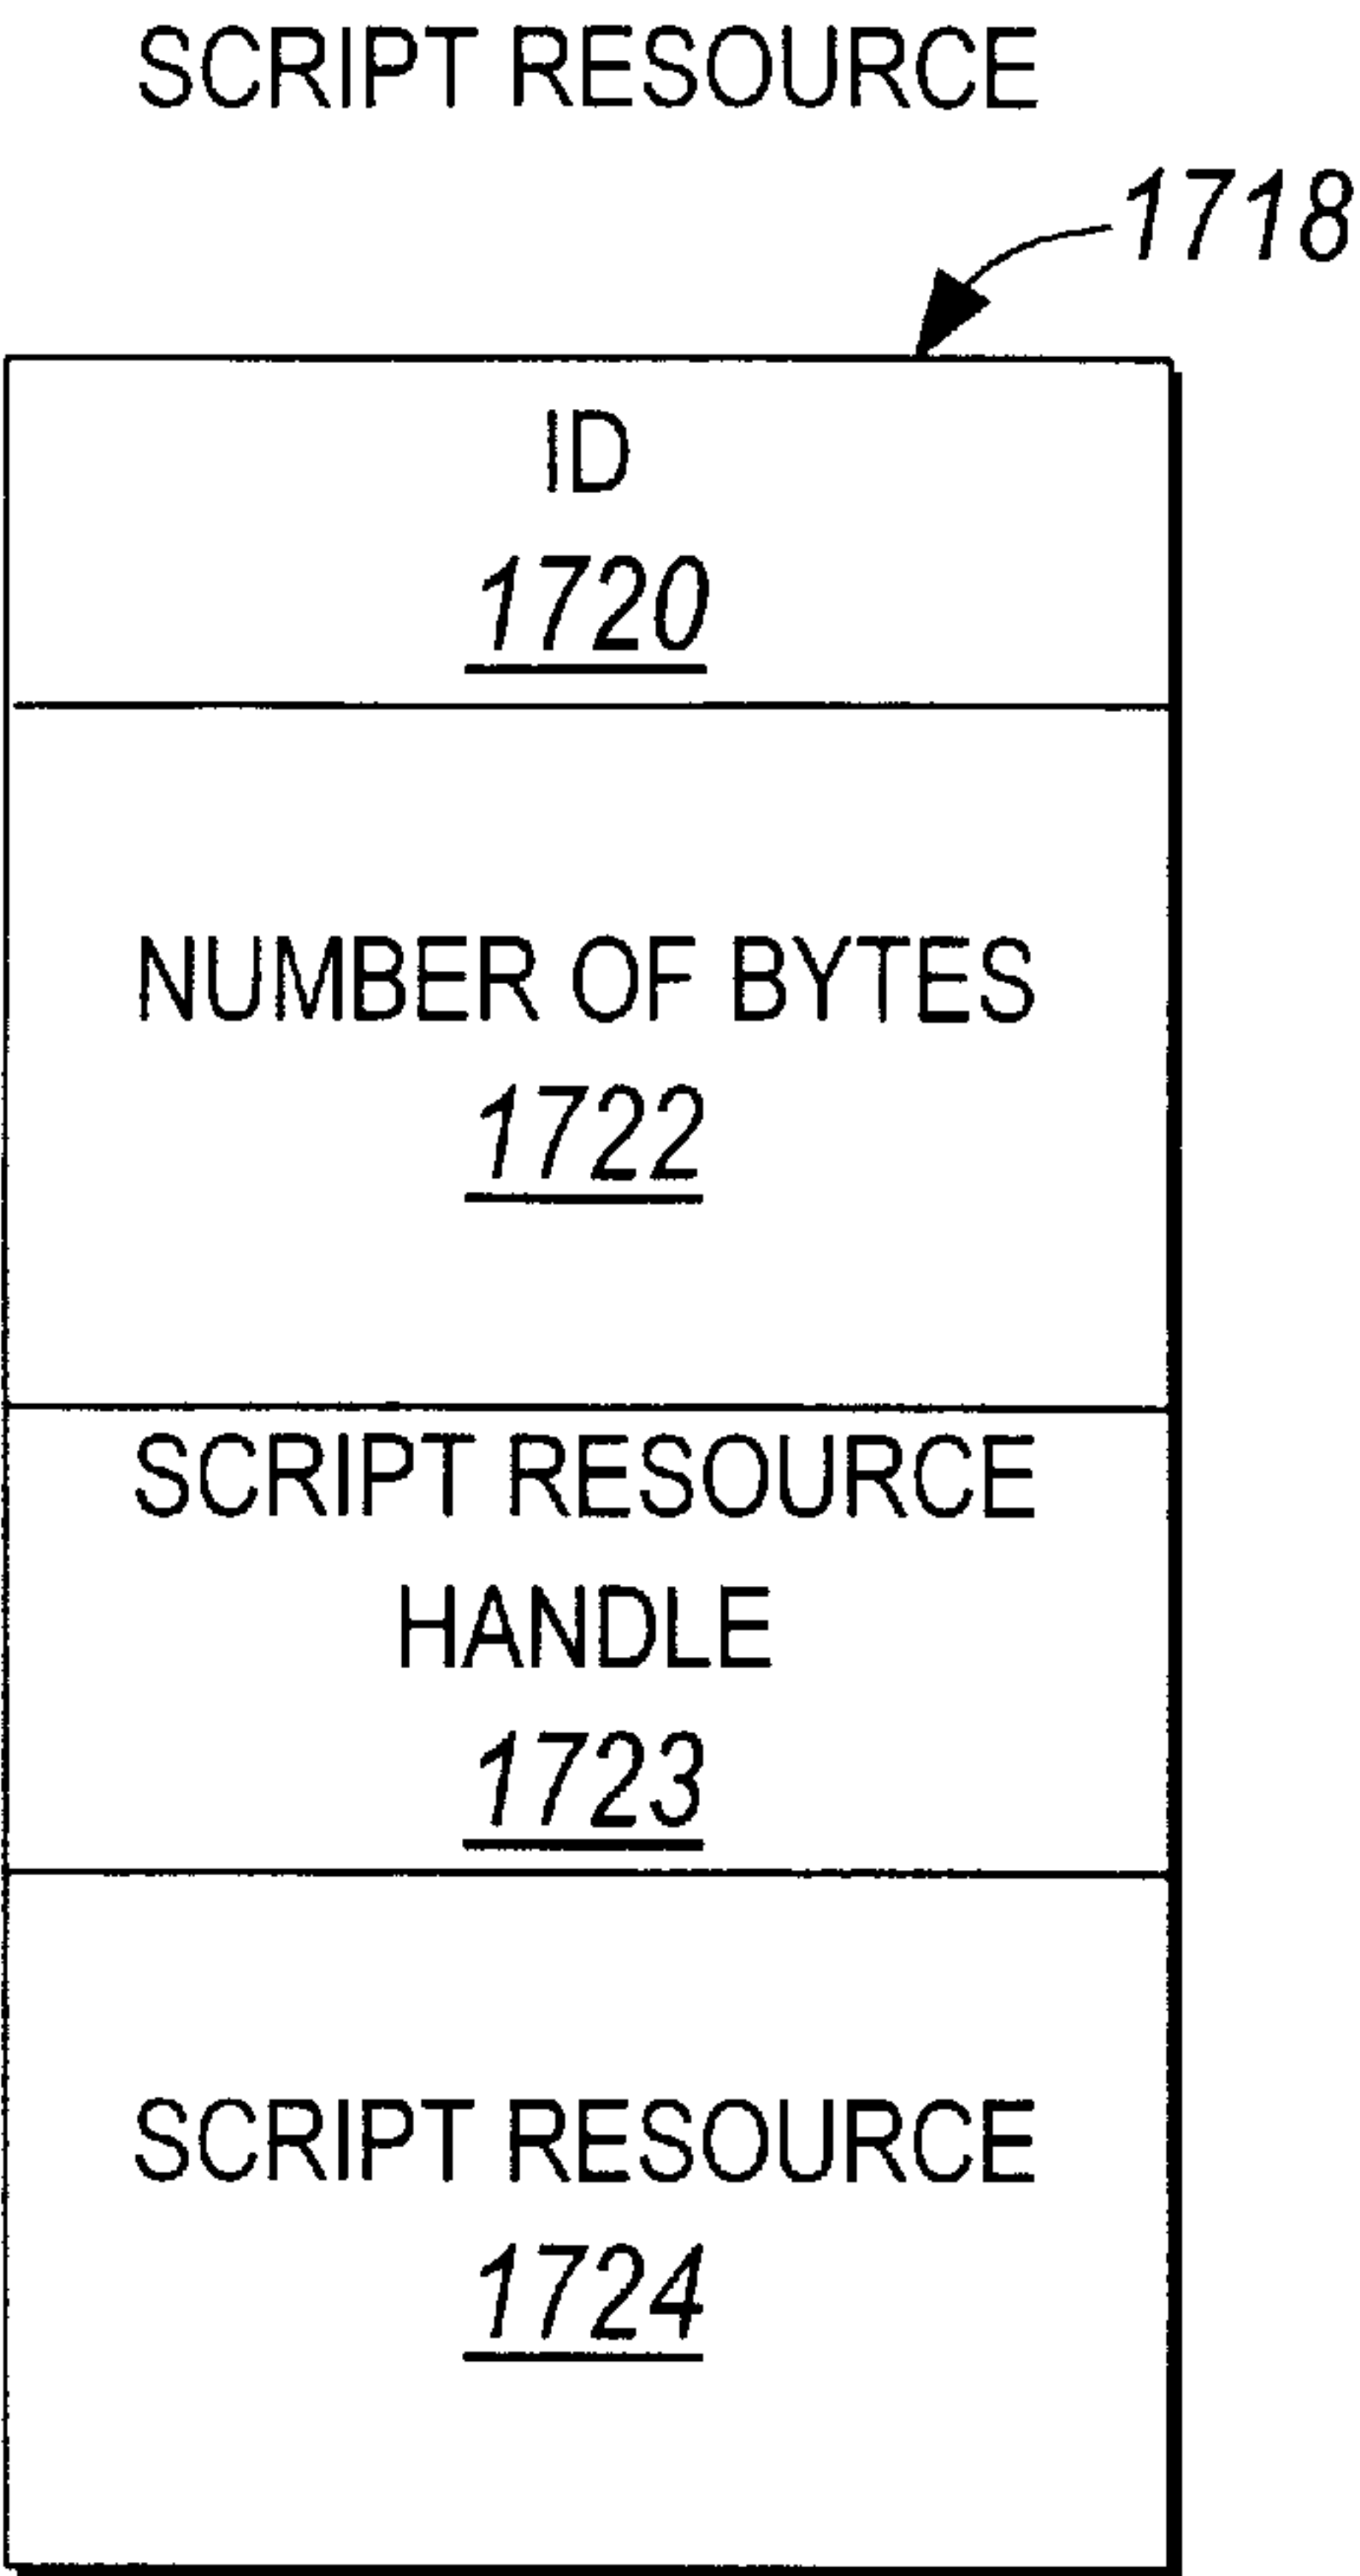 SCRIPT RESOURCE
1718
ID
1720
NUMBER OF BYTES
1722
SCRIPT RESOURCE
HANDLE
1723
SCRIPT RESOURCE
1724